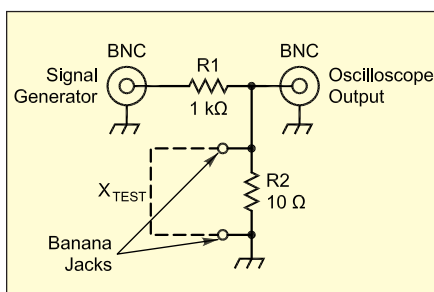 BNC
Signal
Generator
R1
1 kΩ
BNC
Oscilloscope
Output
XTEST
R2
10 Ω
Banana
Jacks